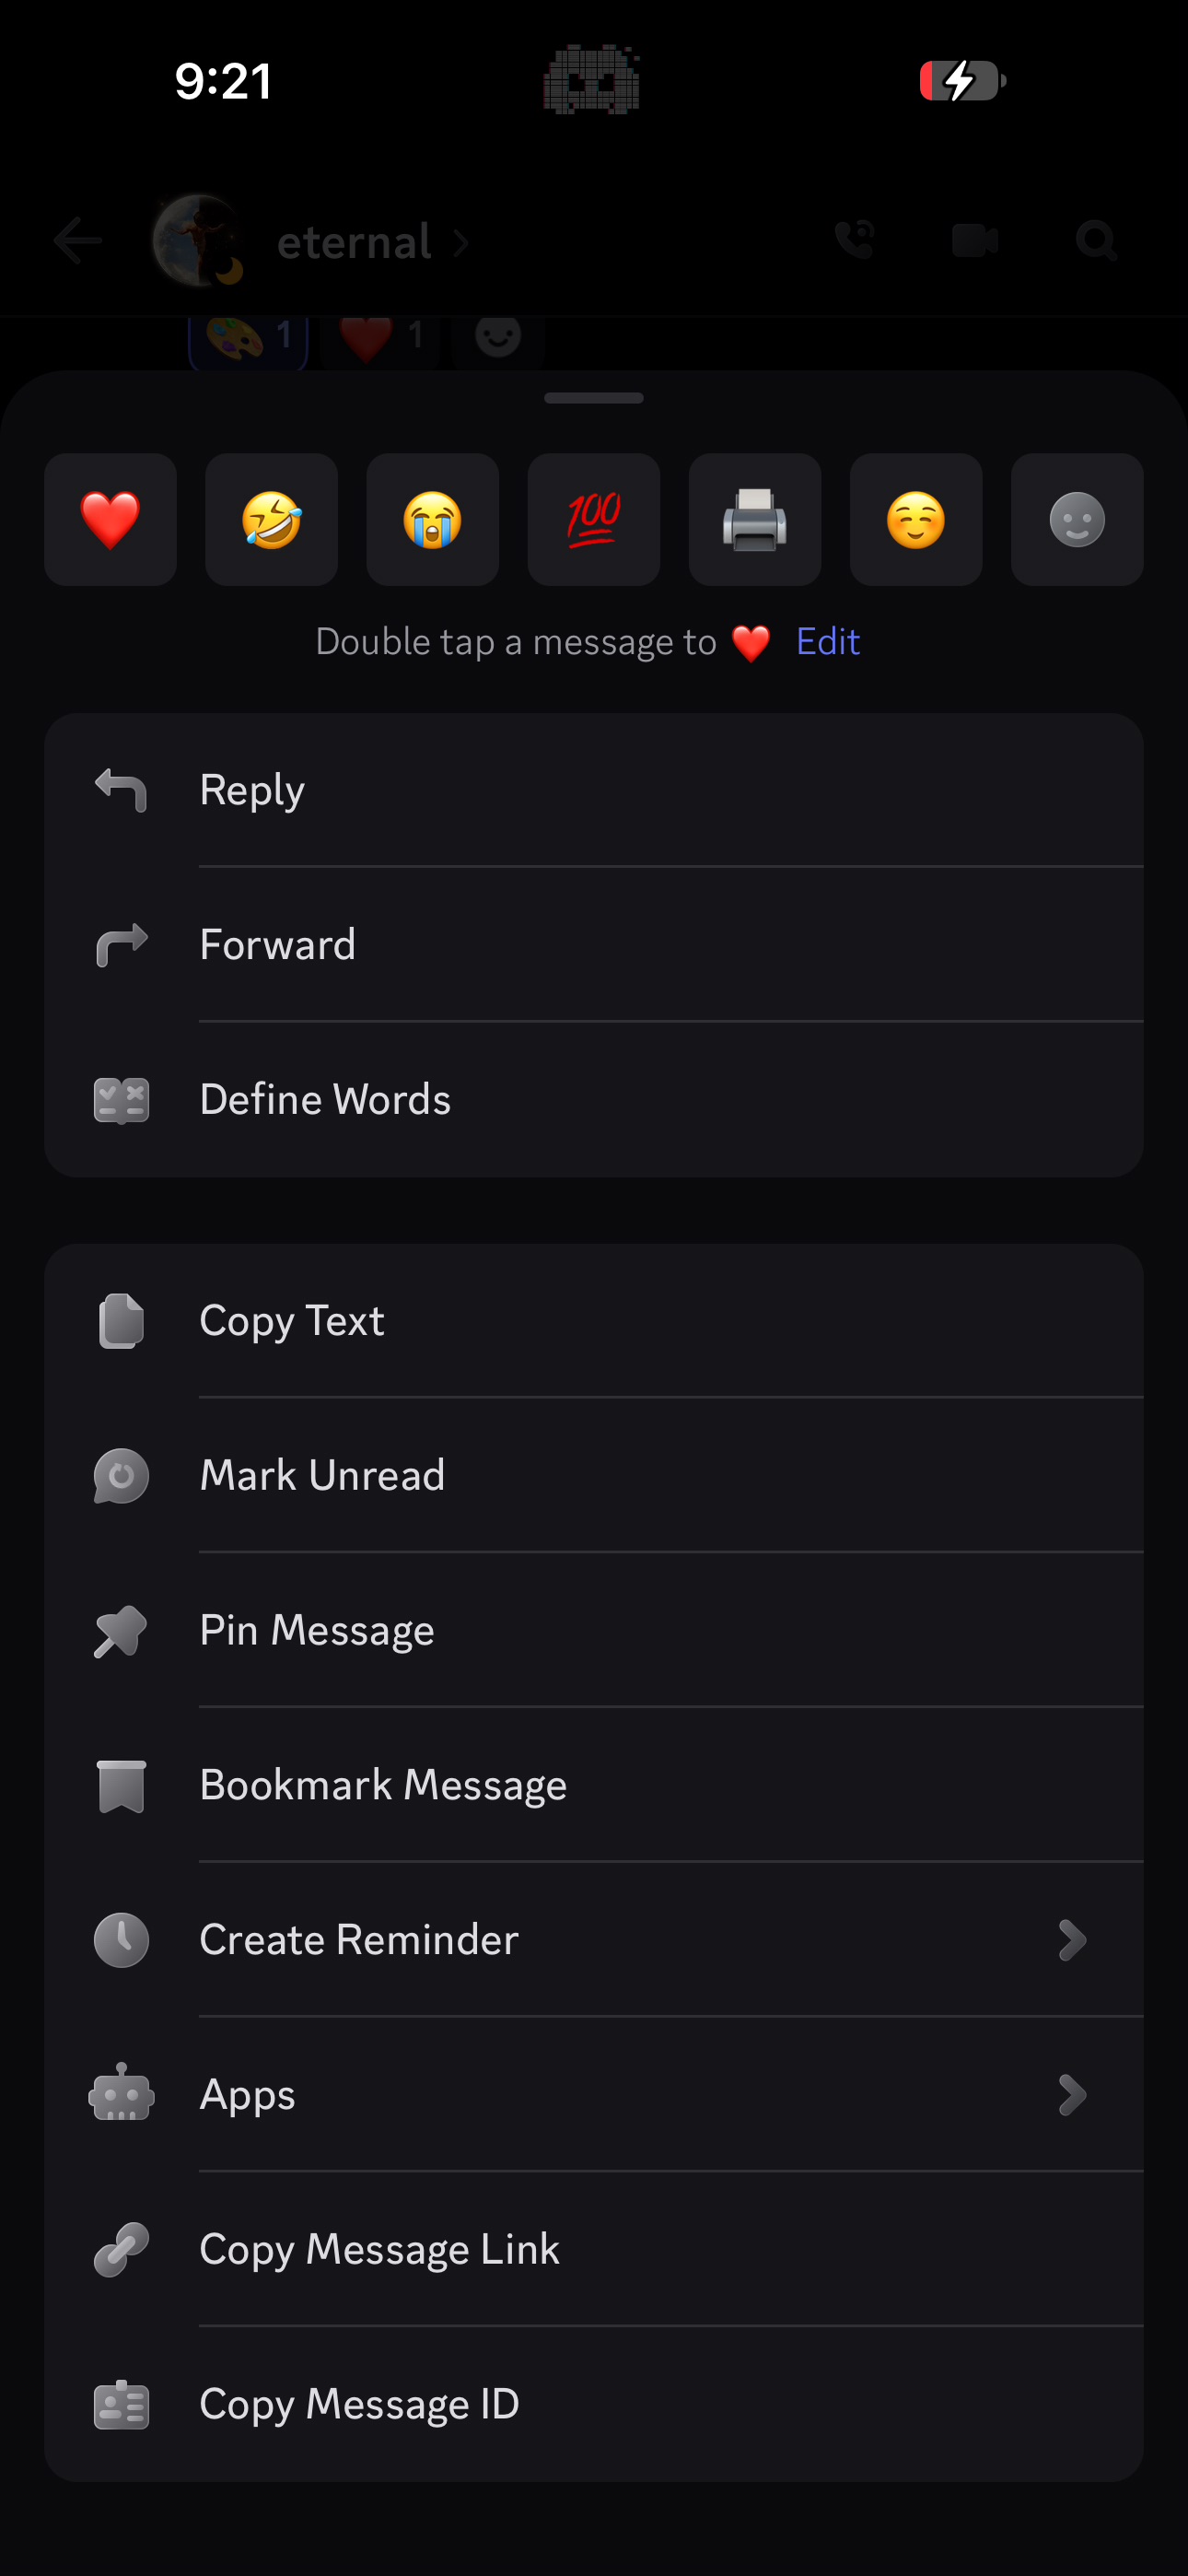 9:21
eternal
1 1
Double tap a message to Edit
Reply
Forward
Define Words
Copy Text
Mark Unread
Pin Message
Bookmark Message
Create Reminder
Apps
Copy Message Link
Copy Message ID